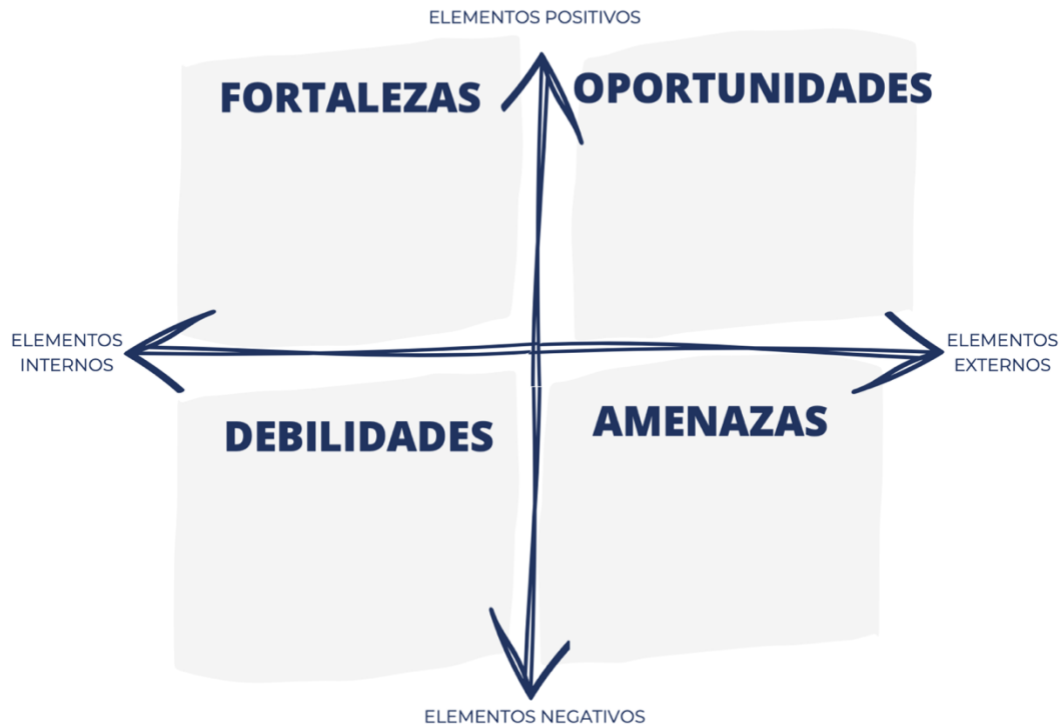 ELEMENTOS POSITIVOS
FORTALEZAS
OPORTUNIDADES
ELEMENTOS
INTERNOS
ELEMENTOS
EXTERNOS
DEBILIDADES
AMENAZAS
ELEMENTOS NEGATIVOS